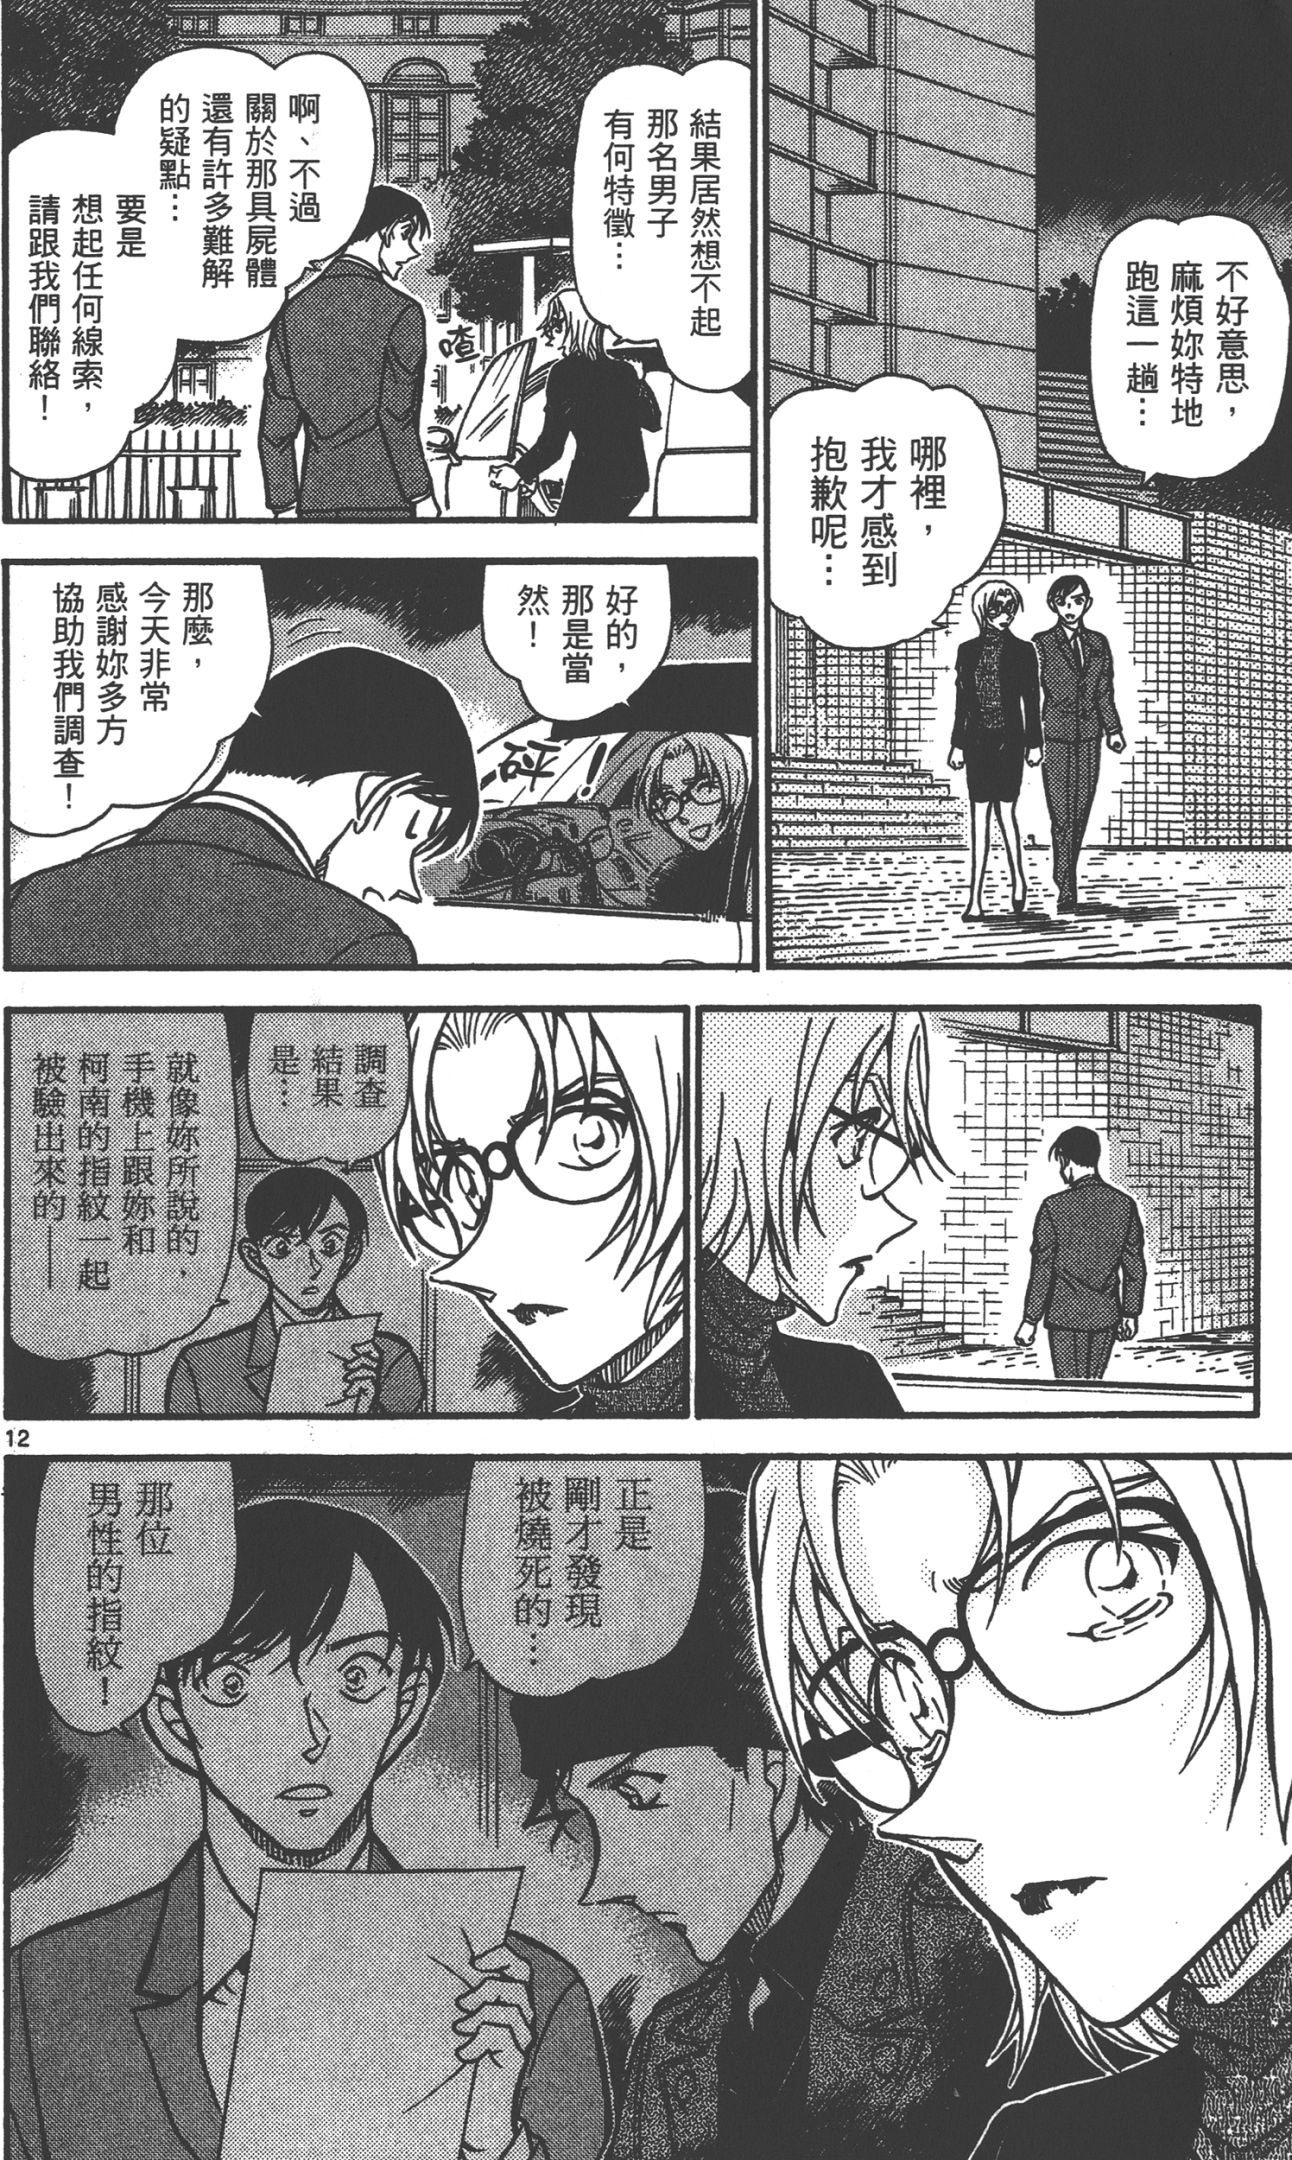 不好意思，
麻煩妳特地
跑這一趟…
哪裡，
我才感到
抱歉呢…
結果居然想不起
那名男子
有何特徵…
啊、不過
關於那具屍體
還有許多難解
的疑點…
要是
想起任何線索，
請跟我們聯絡！
喳
好的，
那是當
然！
砰！
那麼，
今天非常
感謝妳多方
協助我們調查！
調查
結果
是…
就像妳所說的，
手機上跟妳和
柯南的指紋一起
被驗出來的——
12
正是
剛才發現
被燒死的…
那位
男性的指紋！